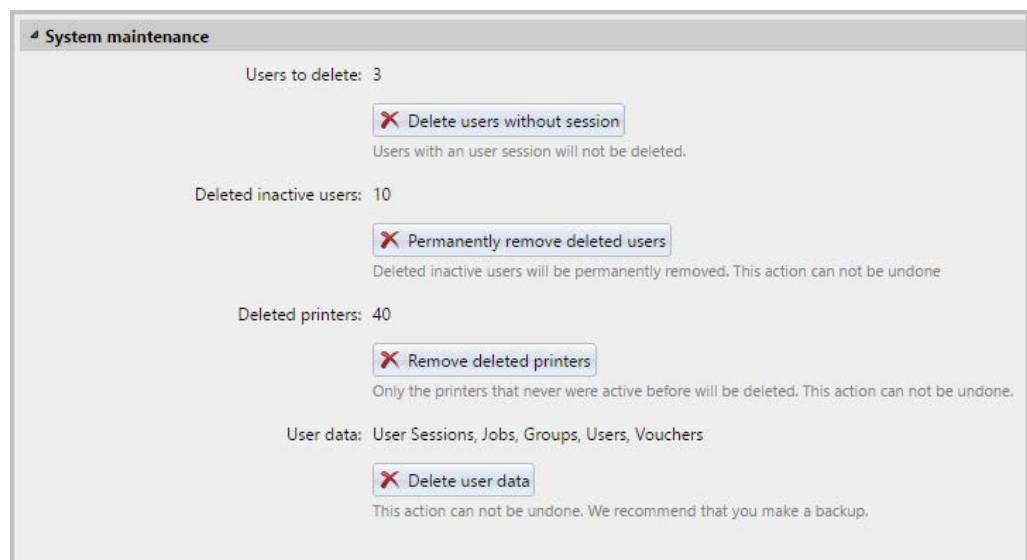 System maintenance
Users to delete: 3
Delete users without session
Users with an user session will not be deleted.
Deleted inactive users: 10
Permanently remove deleted users
Deleted inactive users will be permanently removed. This action can not be undone
Deleted printers: 40
Remove deleted printers
Only the printers that never were active before will be deleted. This action can not be undone.
User data: User Sessions, Jobs, Groups, Users, Vouchers
Delete user data
This action can not be undone. We recommend that you make a backup.